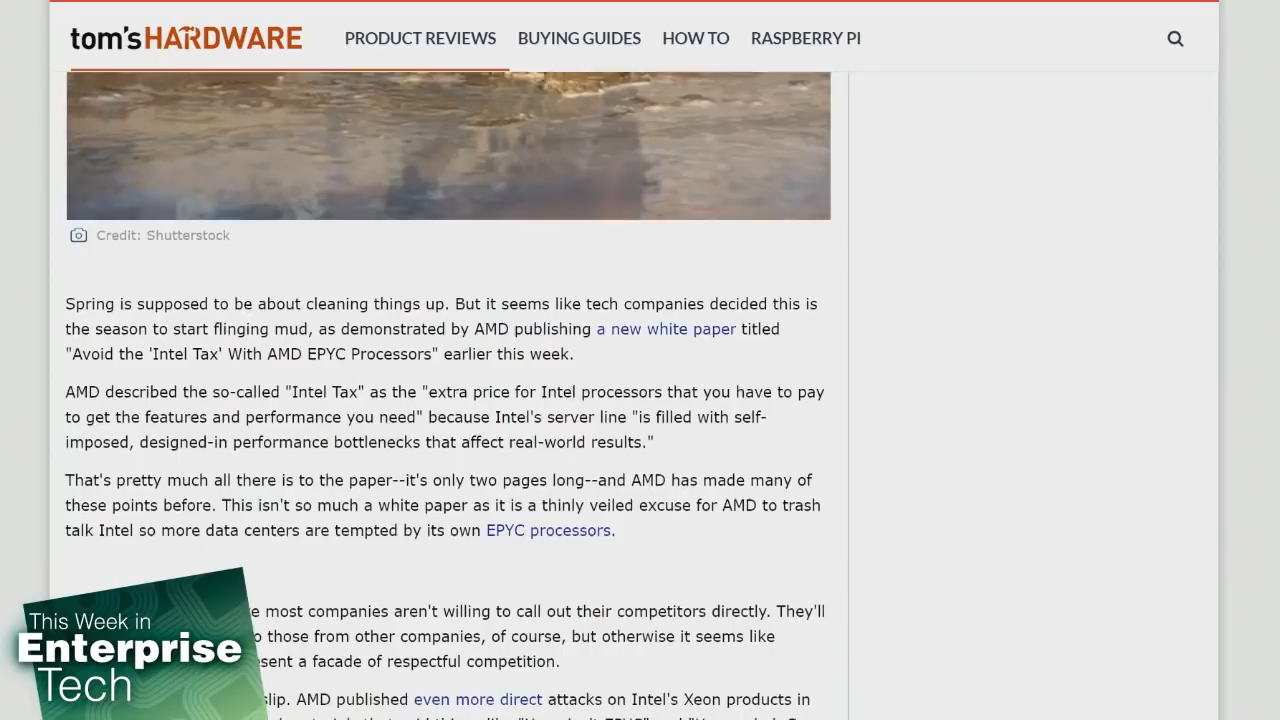 tom'sHARDWARE
PRODUCT REVIEWS BUYING GUIDES HOW TO RASPBERRY PI
Credit: Shutterstock
Spring is supposed to be about cleaning things up. But it seems like tech companies decided this is
the season to start flinging mud, as demonstrated by AMD publishing a new white paper titled
"Avoid the 'Intel Tax' With AMD EPYC Processors" earlier this week.
AMD described the so-called "Intel Tax" as the "extra price for Intel processors that you have to pay
to get the features and performance you need" because Intel's server line "is filled with self-
imposed, designed-in performance bottlenecks that affect real-world results."
That's pretty much all there is to the paper--it's only two pages long--and AMD has made many of
these points before. This isn't so much a white paper as it is a thinly veiled excuse for AMD to trash
talk Intel so more data centers are tempted by its own EPYC processors.
most companies aren't willing to call out their competitors directly. They'll
those from other companies, of course, but otherwise it seems like
a facade of respectful competition.
slip. AMD published even more direct attacks on Intel's Xeon products in
This Week in
Enterprise
Tech